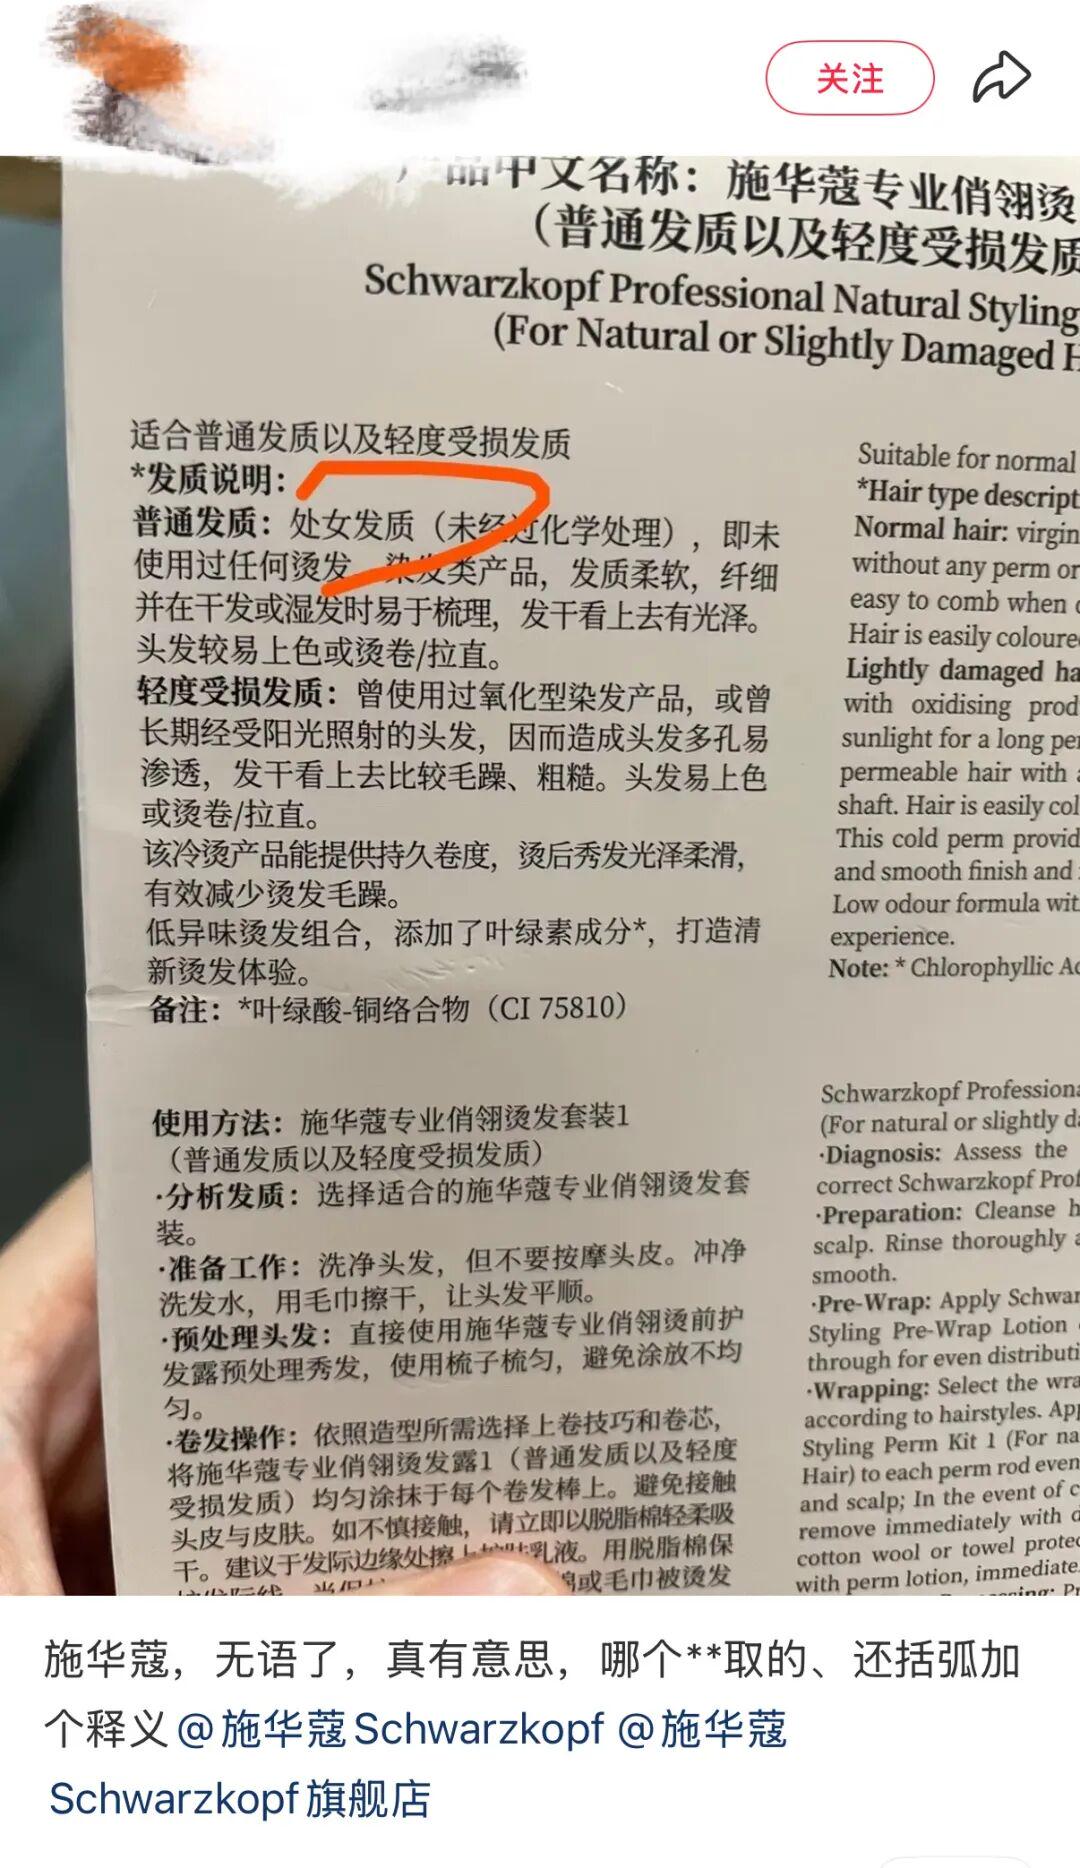 关注
产品中文名称：施华蔻专业俏翎烫
（普通发质以及轻度受损发质
Schwarzkopf Professional Natural Styling
(For Natural or Slightly Damaged H
适合普通发质以及轻度受损发质
*发质说明：
普通发质：处女发质（未经过化学处理），即未
使用过任何烫发、染发类产品，发质柔软，纤细
并在干发或湿发时易于梳理，发干看上去有光泽。
头发较易上色或烫卷/拉直。
轻度受损发质：曾使用过氧化型染发产品，或曾
长期经受阳光照射的头发，因而造成头发多孔易
渗透，发干看上去比较毛躁、粗糙。头发易上色
或烫卷/拉直。
该冷烫产品能提供持久卷度，烫后秀发光泽柔滑，
有效减少烫发毛躁。
低异味烫发组合，添加了叶绿素成分*，打造清
新烫发体验。
备注：*叶绿酸-铜络合物（CI 75810）
使用方法：施华蔻专业俏翎烫发套装1
（普通发质以及轻度受损发质）
·分析发质：选择适合的施华蔻专业俏翎烫发套
装。
·准备工作：洗净头发，但不要按摩头皮。冲净
洗发水，用毛巾擦干，让头发平顺。
·预处理头发：直接使用施华蔻专业俏翎烫前护
发露预处理秀发，使用梳子梳匀，避免涂放不均
匀。
·卷发操作：依照造型所需选择上卷技巧和卷芯，
将施华蔻专业俏翎烫发露1（普通发质以及轻度
受损发质）均匀涂抹于每个卷发棒上。避免接触
头皮与皮肤。如不慎接触，请立即以脱脂棉轻柔吸
干。建议于发际边缘处擦上护肤乳液。用脱脂棉保
棉或毛巾被烫发
Suitable for normal
*Hair type descript
Normal hair: virgin
without any perm or
easy to comb when
Hair is easily coloure
Lightly damaged ha
with oxidising prod
sunlight for a long pe
permeable hair with
shaft. Hair is easily col
This cold perm provid
and smooth finish and
Low odour formula wit
experience.
Note: * Chlorophyllic Ac
Schwarzkopf Professiona
(For natural or slightly da
·Diagnosis: Assess the
correct Schwarzkopf Prof
·Preparation: Cleanse h
scalp. Rinse thoroughly a
smooth.
·Pre-Wrap: Apply Schwar
Styling Pre-Wrap Lotion
through for even distributi
·Wrapping: Select the wra
according to hairstyles. App
Styling Perm Kit 1 (For na
Hair) to each perm rod even
and scalp; In the event of c
remove immediately with d
cotton wool or towel protec
with perm lotion, immediate
施华蔻，无语了，真有意思，哪个**取的、还括弧加
个释义@施华蔻Schwarzkopf @施华蔻
Schwarzkopf旗舰店